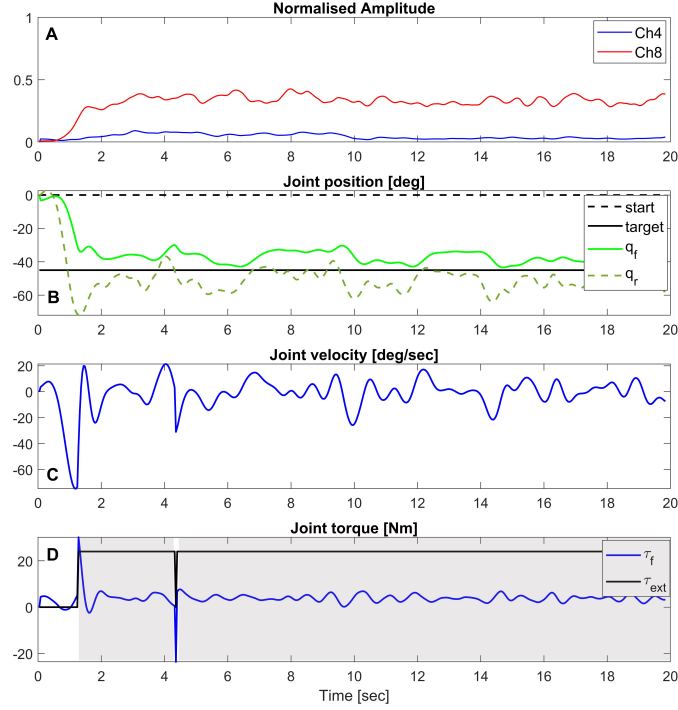 Normalised Amplitude
1
0.5
0
A
Ch4
Ch8
0 2 4 6 8 10 12 14 16 18 20
Joint position [deg]
0
-20
-40
-60
B
start
target
q_f
q_r
0 2 4 6 8 10 12 14 16 18 20
Joint velocity [deg/sec]
20
0
-20
-40
-60
C
0 2 4 6 8 10 12 14 16 18 20
Joint torque [Nm]
20
0
-20
D
τ_f
τ_ext
0 2 4 6 8 10 12 14 16 18 20
Time [sec]